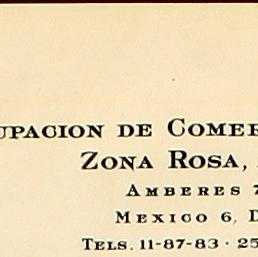 UPACION DE COMER
ZONA ROSA,
AMBERES 7
MEXICO 6, D
TELS. 11-87-83 · 25